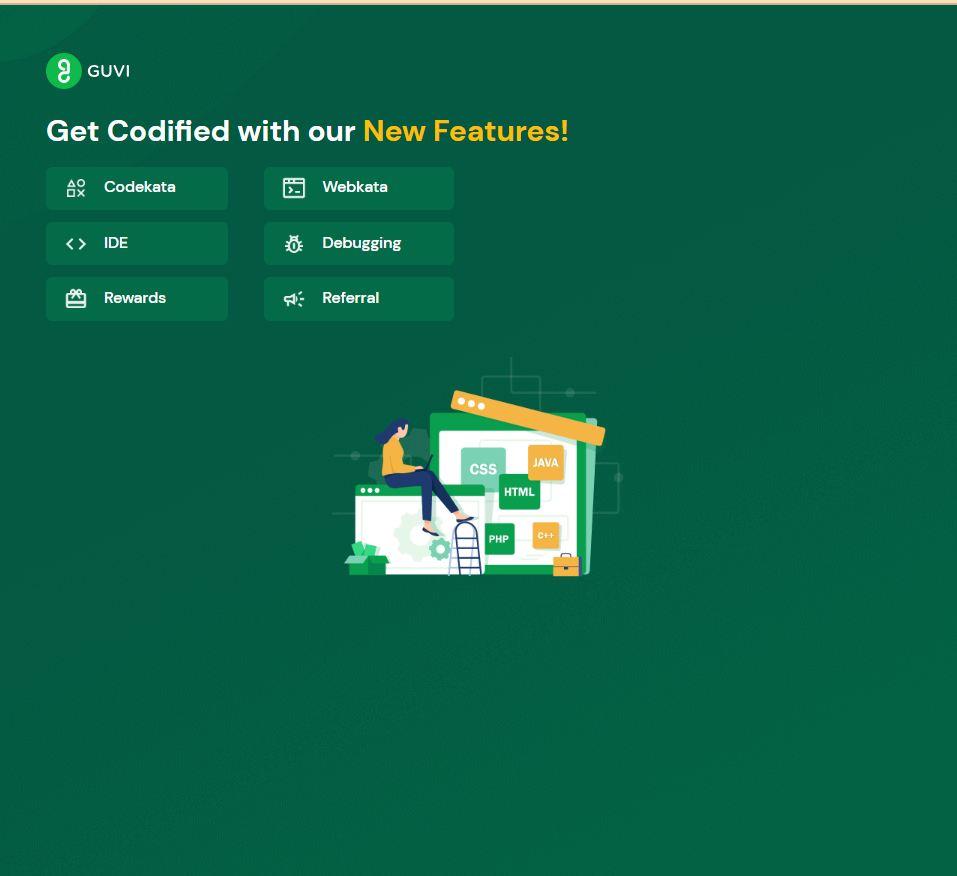 GUVI
Get Codified with our New Features!
Codekata
Webkata
IDE
Debugging
Rewards
Referral
CSS
JAVA
HTML
PHP
C++